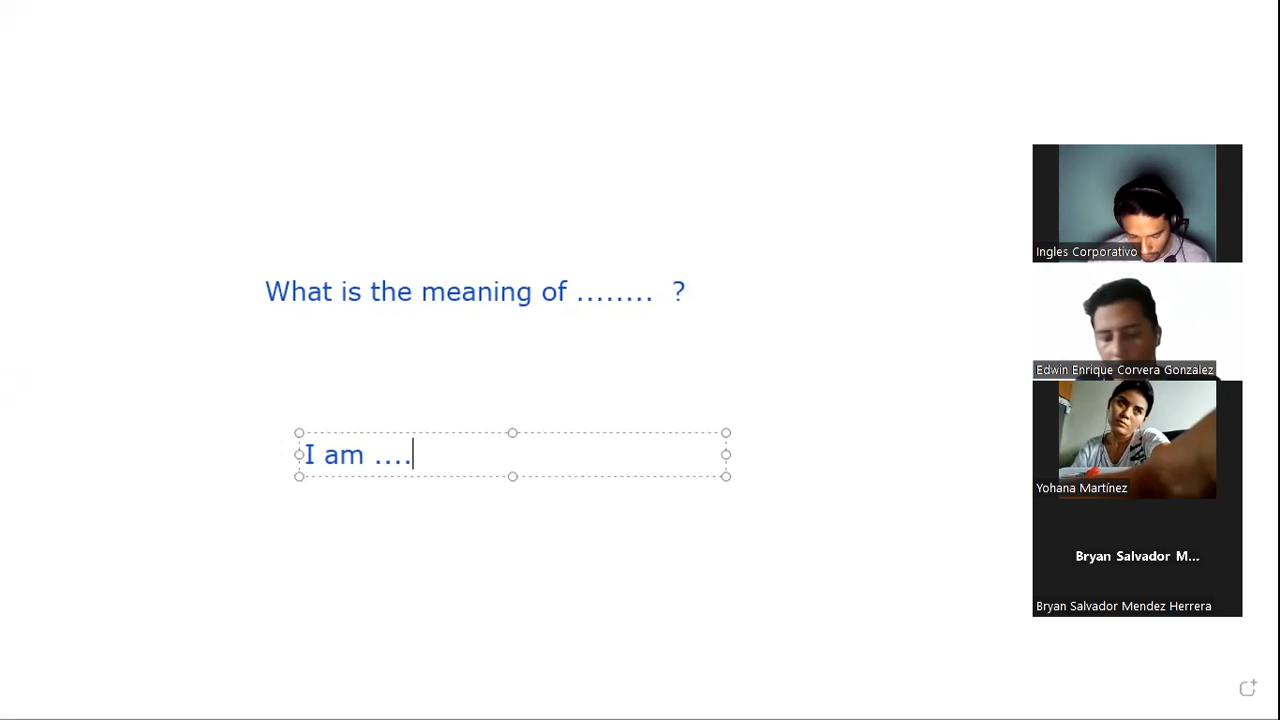 What is the meaning of ........ ?
I am ....
Ingles Corporativo
Edwin Enrique Corvera Gonzalez
Yohana Martínez
Bryan Salvador M...
Bryan Salvador Mendez Herrera